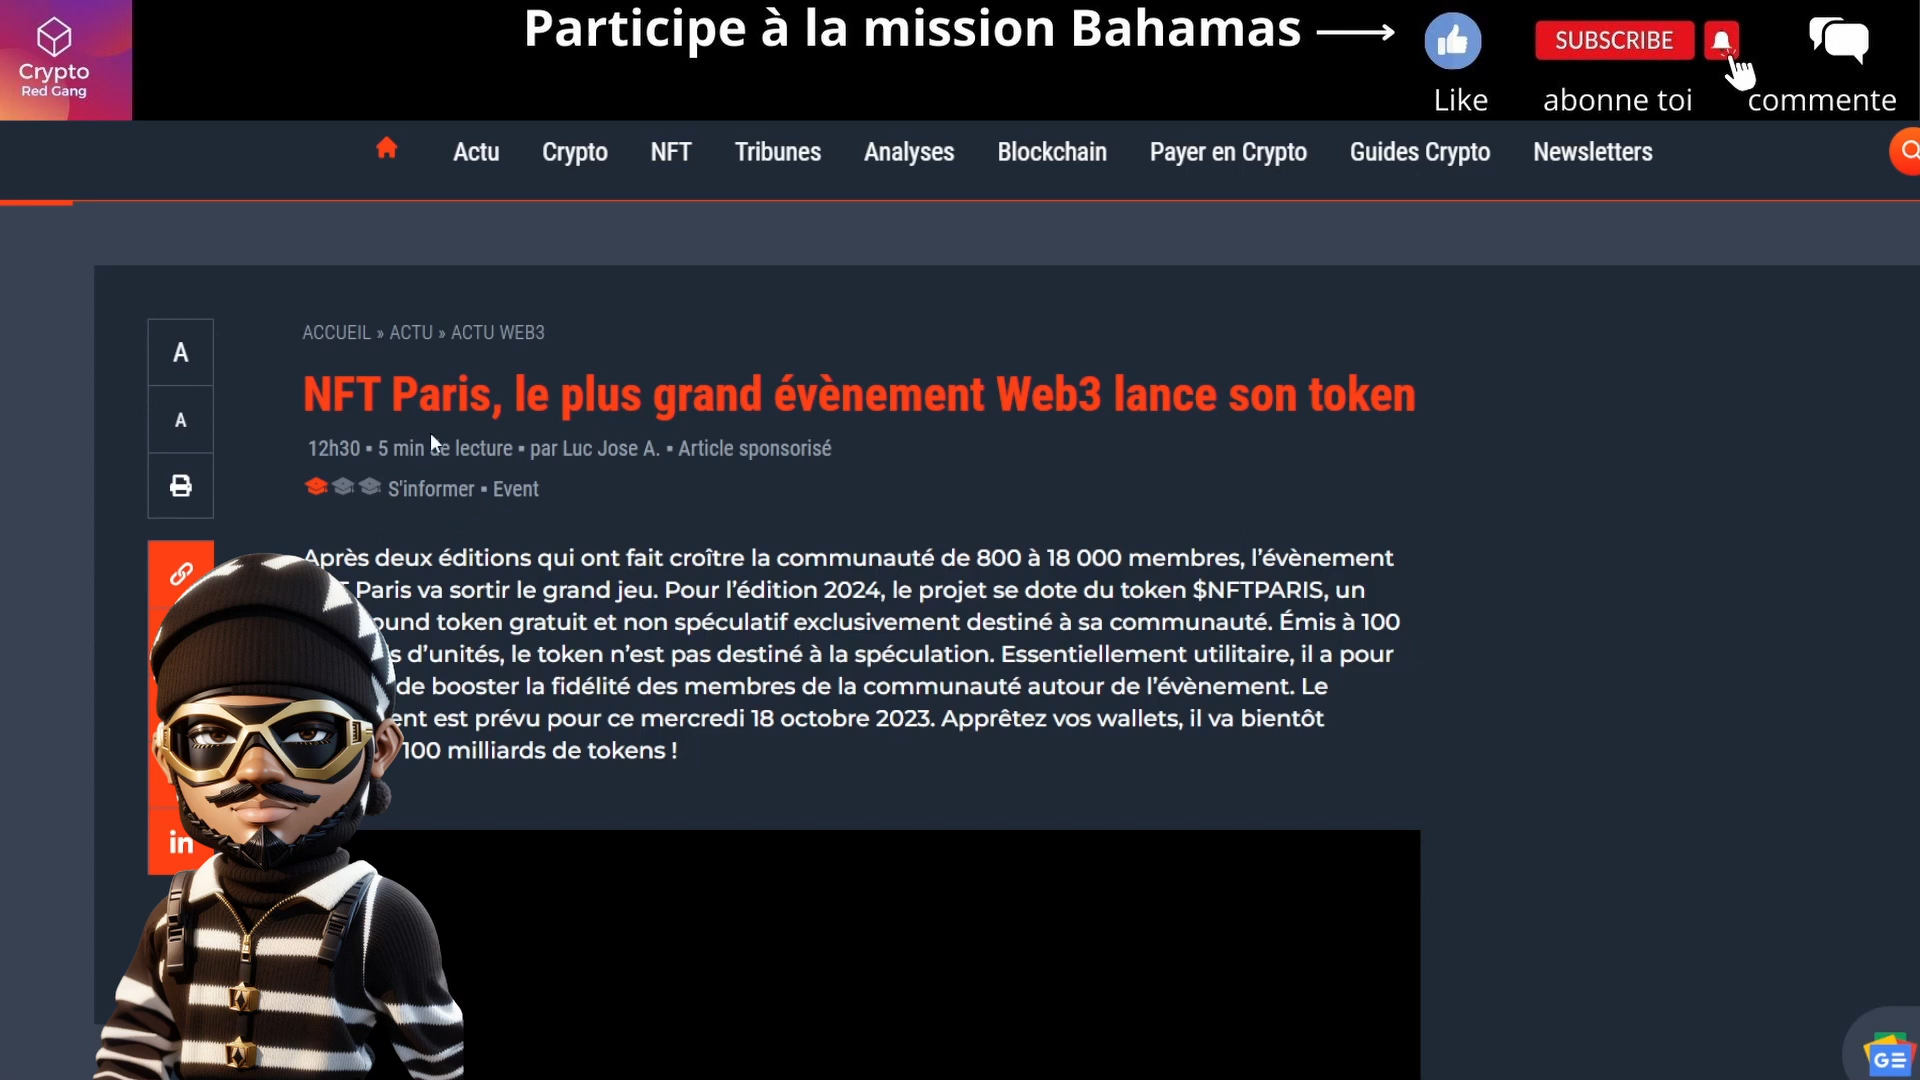 Participe à la mission Bahamas
Crypto
Red Gang
SUBSCRIBE
Like
abonne toi
commente
Actu
Crypto
NFT
Tribunes
Analyses
Blockchain
Payer en Crypto
Guides Crypto
Newsletters
ACCUEIL » ACTU » ACTU WEB3
A
A
NFT Paris, le plus grand évènement Web3 lance son token
12h30 ▪ 5 min de lecture ▪ par Luc Jose A. ▪ Article sponsorisé
S'informer ▪ Event
Après deux éditions qui ont fait croître la communauté de 800 à 18 000 membres, l'évènement
Paris va sortir le grand jeu. Pour l'édition 2024, le projet se dote du token $NFTPARIS, un
token gratuit et non spéculatif exclusivement destiné à sa communauté. Émis à 100
d'unités, le token n'est pas destiné à la spéculation. Essentiellement utilitaire, il a pour
de booster la fidélité des membres de la communauté autour de l'évènement. Le
est prévu pour ce mercredi 18 octobre 2023. Apprêtez vos wallets, il va bientôt
100 milliards de tokens !
in
GE